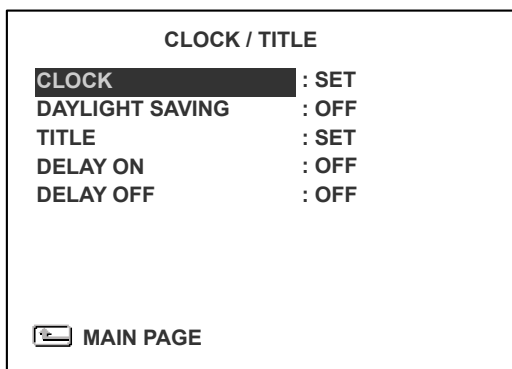 CLOCK / TITLE
CLOCK : SET
DAYLIGHT SAVING : OFF
TITLE : SET
DELAY ON : OFF
DELAY OFF : OFF
MAIN PAGE